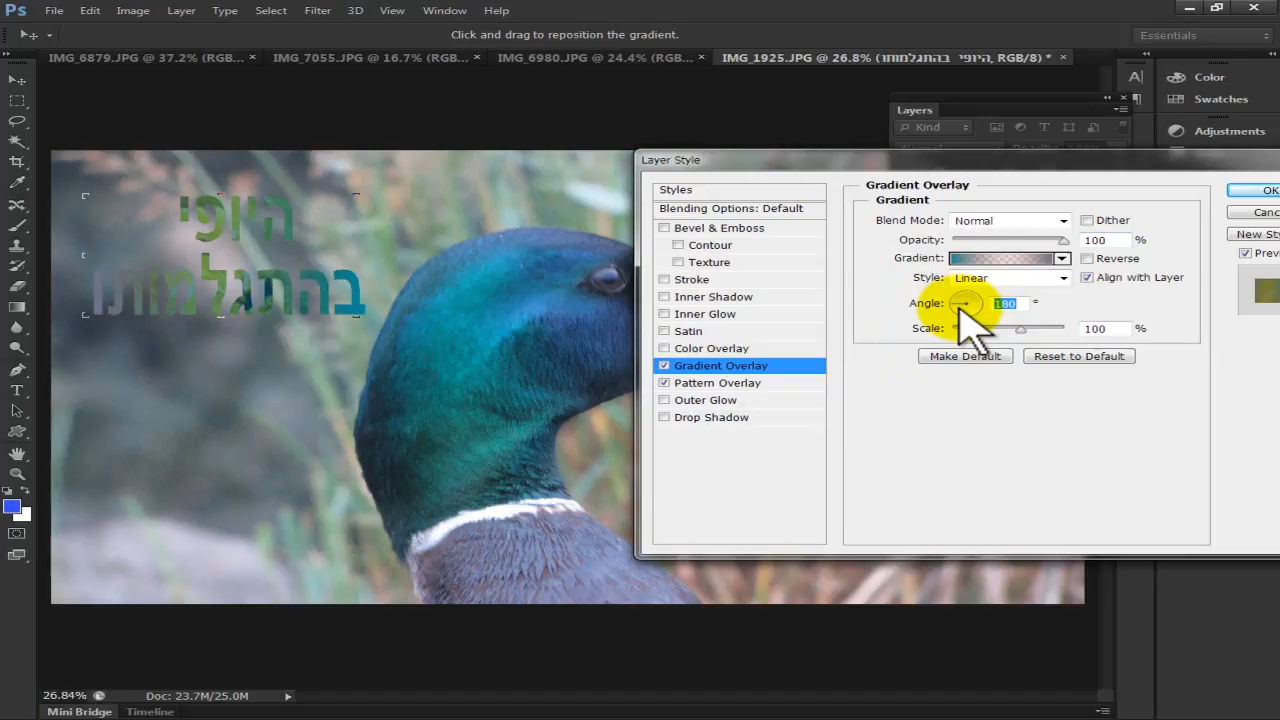 Ps File Edit Image Layer Type Select Filter 3D View Window Help
Click and drag to reposition the gradient.
Essentials
IMG_6879.JPG @ 37.2% (RGB... × IMG_7055.JPG @ 16.7% (RGB... × IMG_6980.JPG @ 24.4% (RGB... × IMG_1925.JPG @ 26.8% (היופי בהתגלמותו, RGB/8) * ×
Color
Swatches
Adjustments
Layers
Kind
היופי
בהתגלמותו
Layer Style
Styles
Blending Options: Default
Bevel & Emboss
Contour
Texture
Stroke
Inner Shadow
Inner Glow
Satin
Color Overlay
Gradient Overlay
Pattern Overlay
Outer Glow
Drop Shadow
Gradient Overlay
Gradient
Blend Mode: Normal Dither
Opacity: 100 %
Gradient: Reverse
Style: Linear Align with Layer
Angle: 180 °
Scale: 100 %
Make Default Reset to Default
OK
Canc
New Sty
Previ
26.84% Doc: 23.7M/25.0M
Mini Bridge Timeline